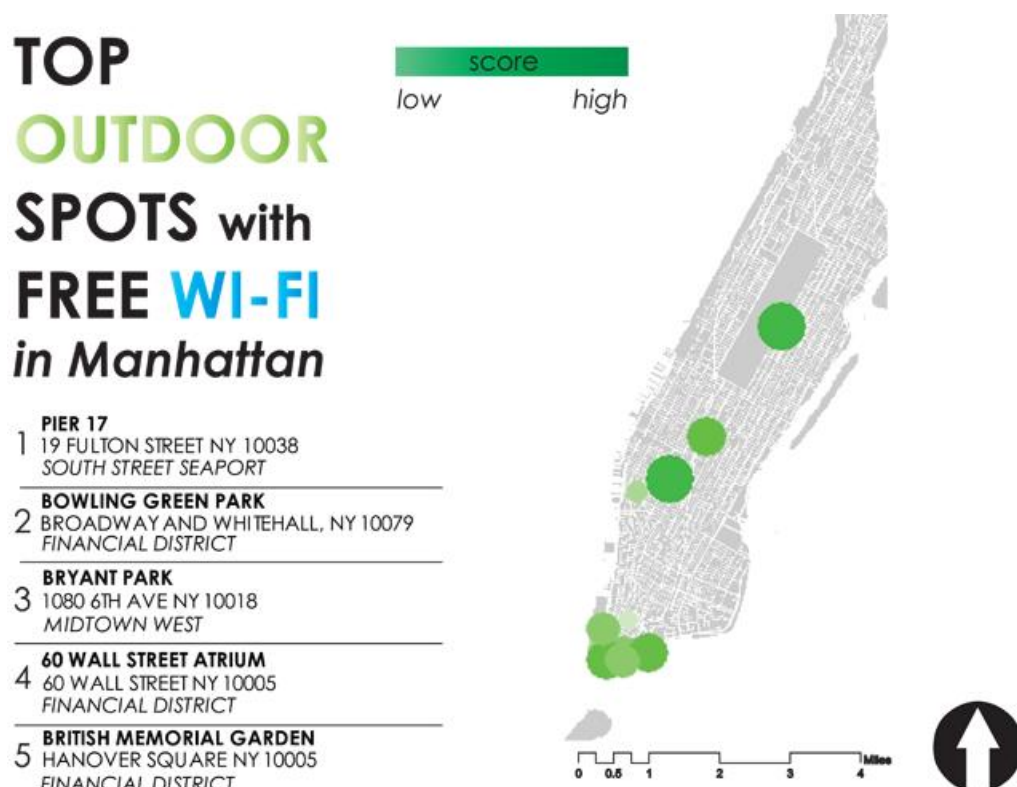 TOP
OUTDOOR
SPOTS with
FREE WI-FI
in Manhattan
score
low high
1 PIER 17
19 FULTON STREET NY 10038
SOUTH STREET SEAPORT
2 BOWLING GREEN PARK
BROADWAY AND WHITEHALL, NY 10079
FINANCIAL DISTRICT
3 BRYANT PARK
1080 6TH AVE NY 10018
MIDTOWN WEST
4 60 WALL STREET ATRIUM
60 WALL STREET NY 10005
FINANCIAL DISTRICT
5 BRITISH MEMORIAL GARDEN
HANOVER SQUARE NY 10005
FINANCIAL DISTRICT
Miles
0 0.5 1 2 3 4